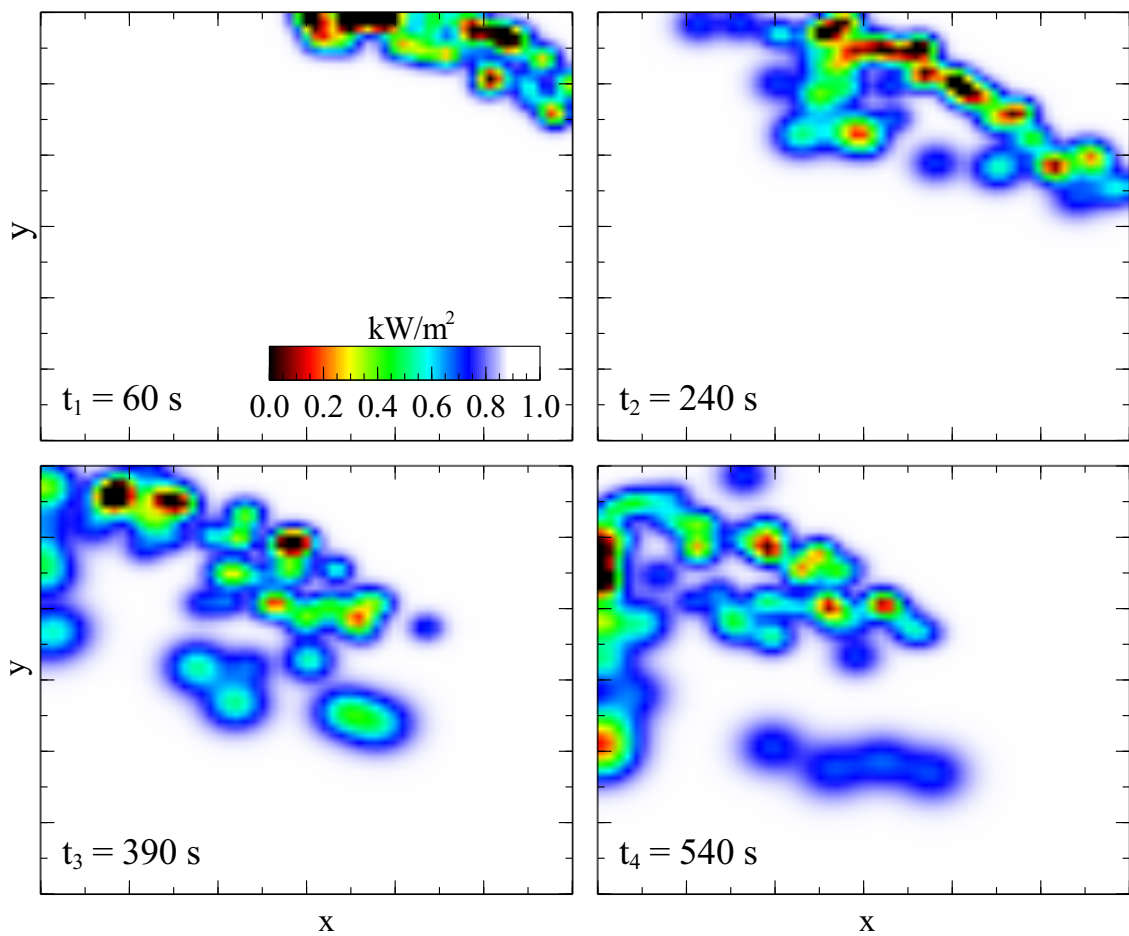 y
kW/m²
0.0 0.2 0.4 0.6 0.8 1.0
t₁ = 60 s
t₂ = 240 s
y
t₃ = 390 s
t₄ = 540 s
x
x